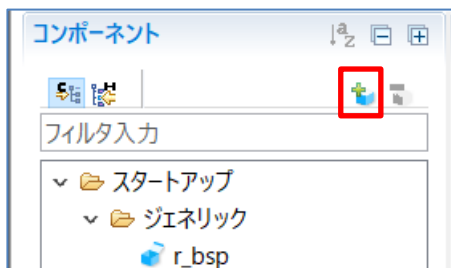 コンポーネント
フィルタ入力
スタートアップ
ジェネリック
r_bsp